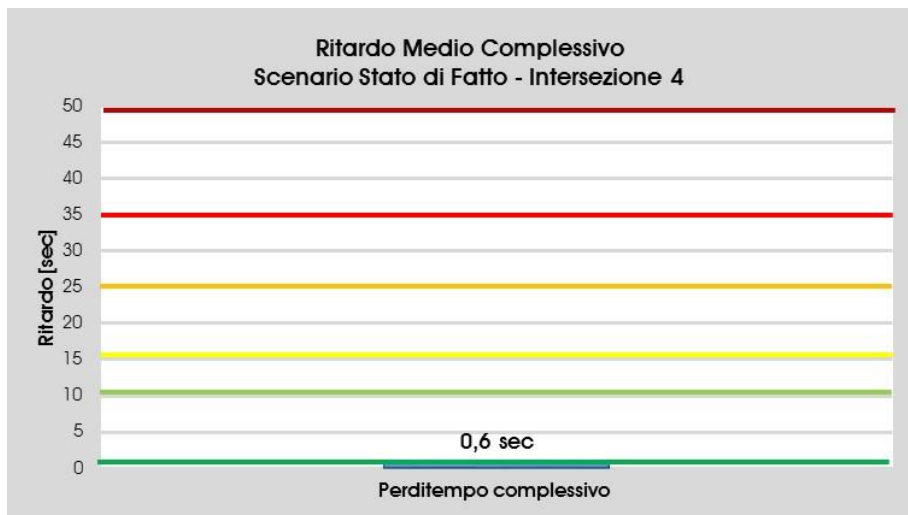 Ritardo Medio Complessivo
Scenario Stato di Fatto - Intersezione 4
Ritardo [sec]
50
45
40
35
30
25
20
15
10
5
0
0,6 sec
Perditempo complessivo